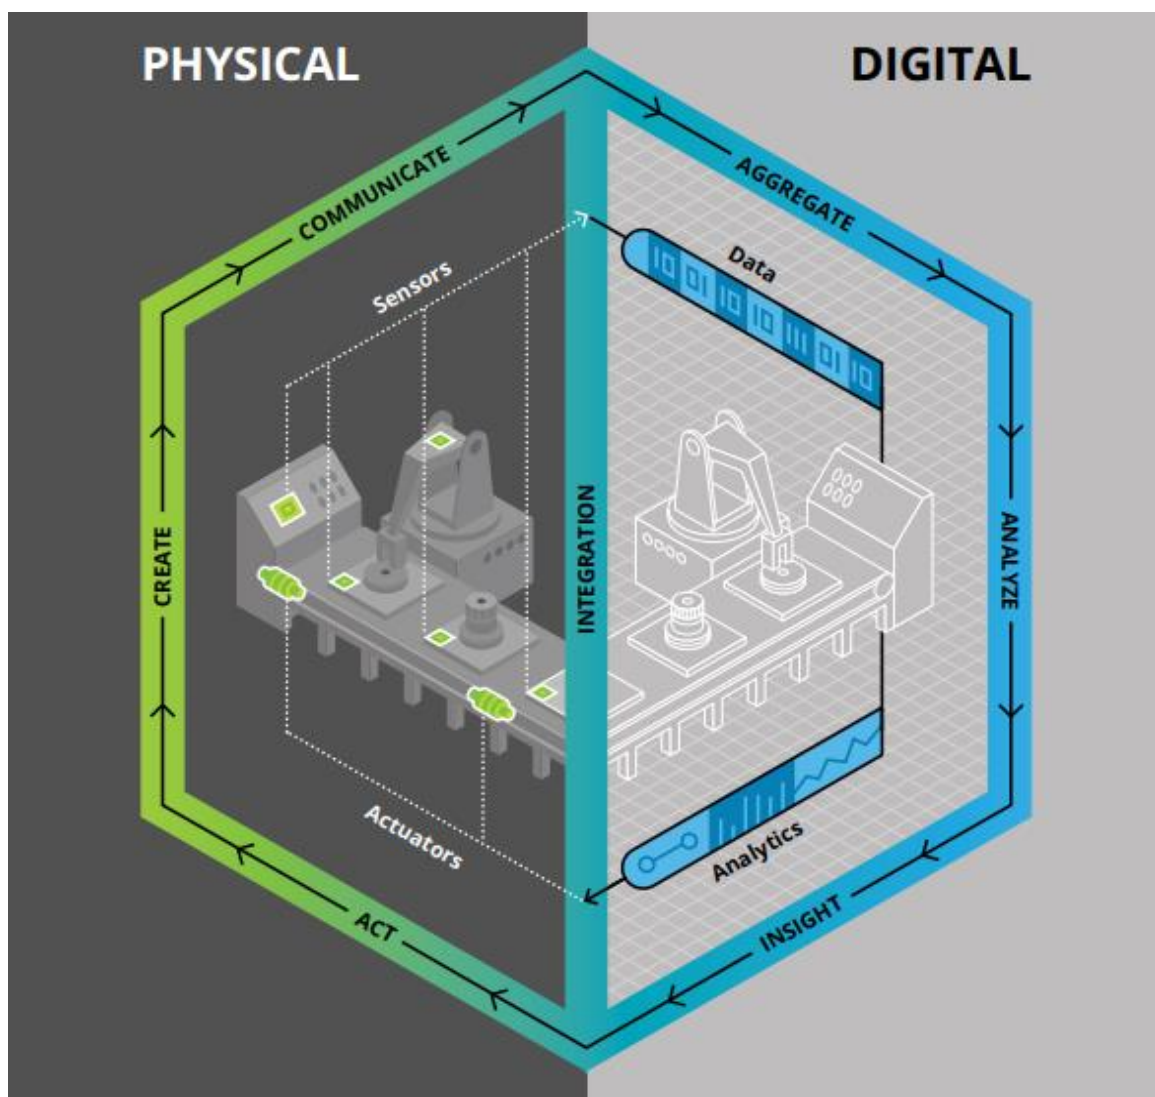 PHYSICAL
DIGITAL
COMMUNICATE
AGGREGATE
Sensors
Data
10 01 10 10 111 01 10
CREATE
INTEGRATION
ANALYZE
Actuators
Analytics
ACT
INSIGHT